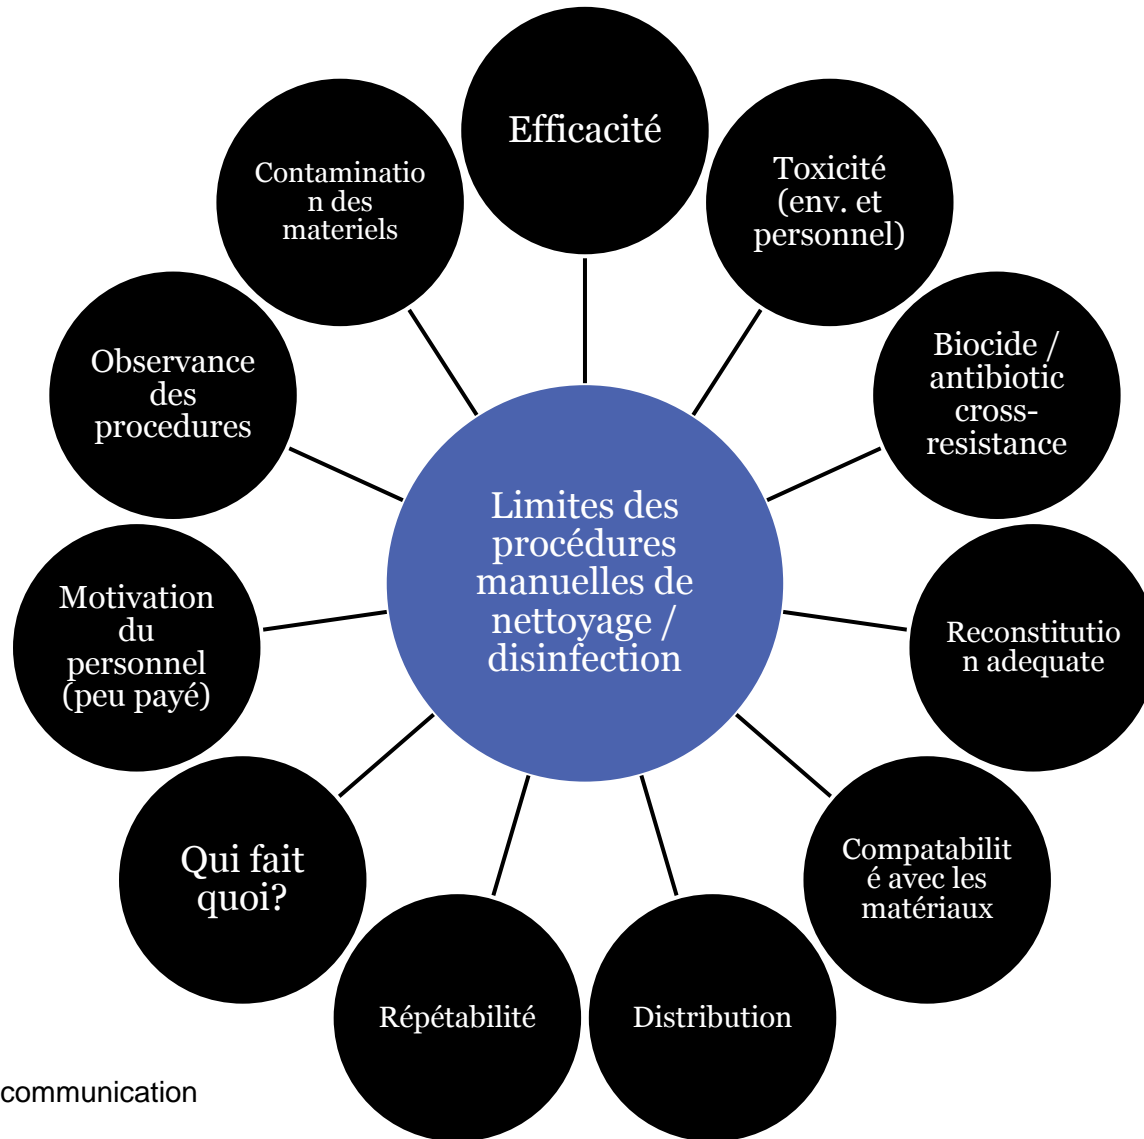 Efficacité
Toxicité
(env. et
personnel)
Biocide /
antibiotic
cross-
resistance
Reconstitutio
n adequate
Compatabilit
é avec les
matériaux
Distribution
Répétabilité
Qui fait
quoi?
Motivation
du
personnel
(peu payé)
Observance
des
procedures
Contaminatio
n des
materiels
Limites des
procédures
manuelles de
nettoyage /
disinfection
communication